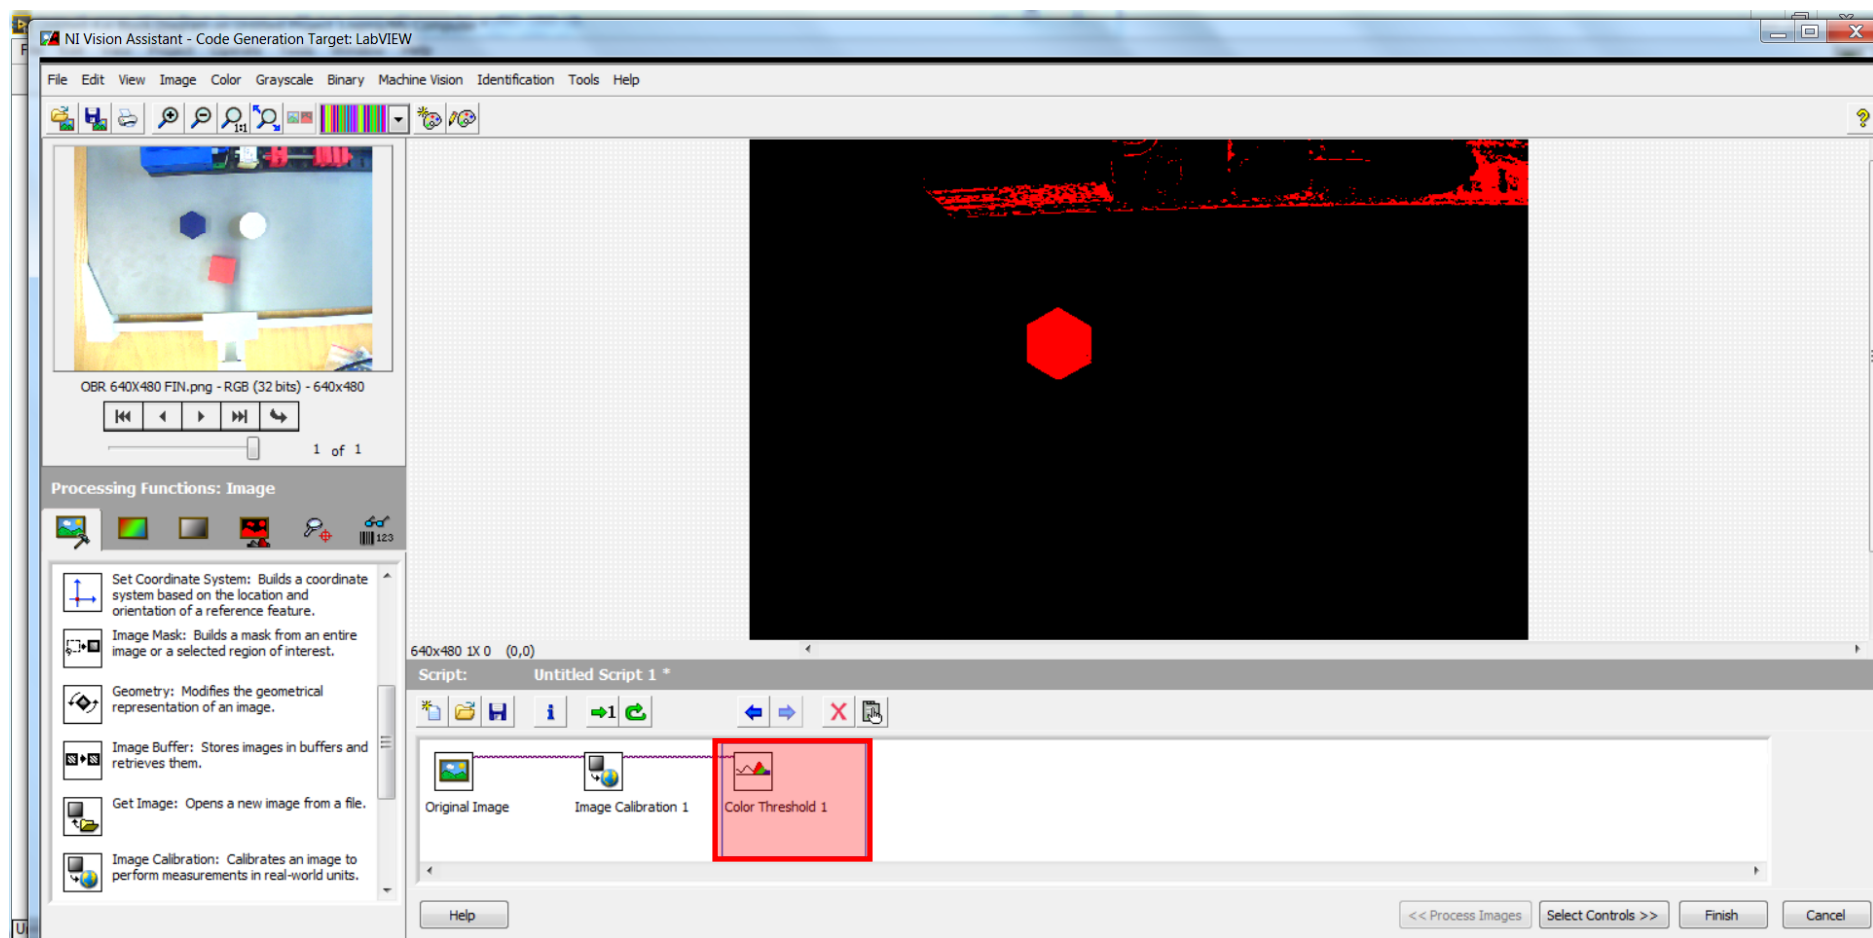 NI Vision Assistant - Code Generation Target: LabVIEW
File Edit View Image Color Grayscale Binary Machine Vision Identification Tools Help
1:1
?
OBR 640X480 FIN.png - RGB (32 bits) - 640x480
1 of 1
Processing Functions: Image
123
Set Coordinate System: Builds a coordinate
system based on the location and
orientation of a reference feature.
Image Mask: Builds a mask from an entire
image or a selected region of interest.
Geometry: Modifies the geometrical
representation of an image.
Image Buffer: Stores images in buffers and
retrieves them.
Get Image: Opens a new image from a file.
Image Calibration: Calibrates an image to
perform measurements in real-world units.
640x480 1X 0 (0,0)
Script: Untitled Script 1 *
i
1
Original Image
Image Calibration 1
Color Threshold 1
Help
<< Process Images
Select Controls >>
Finish
Cancel